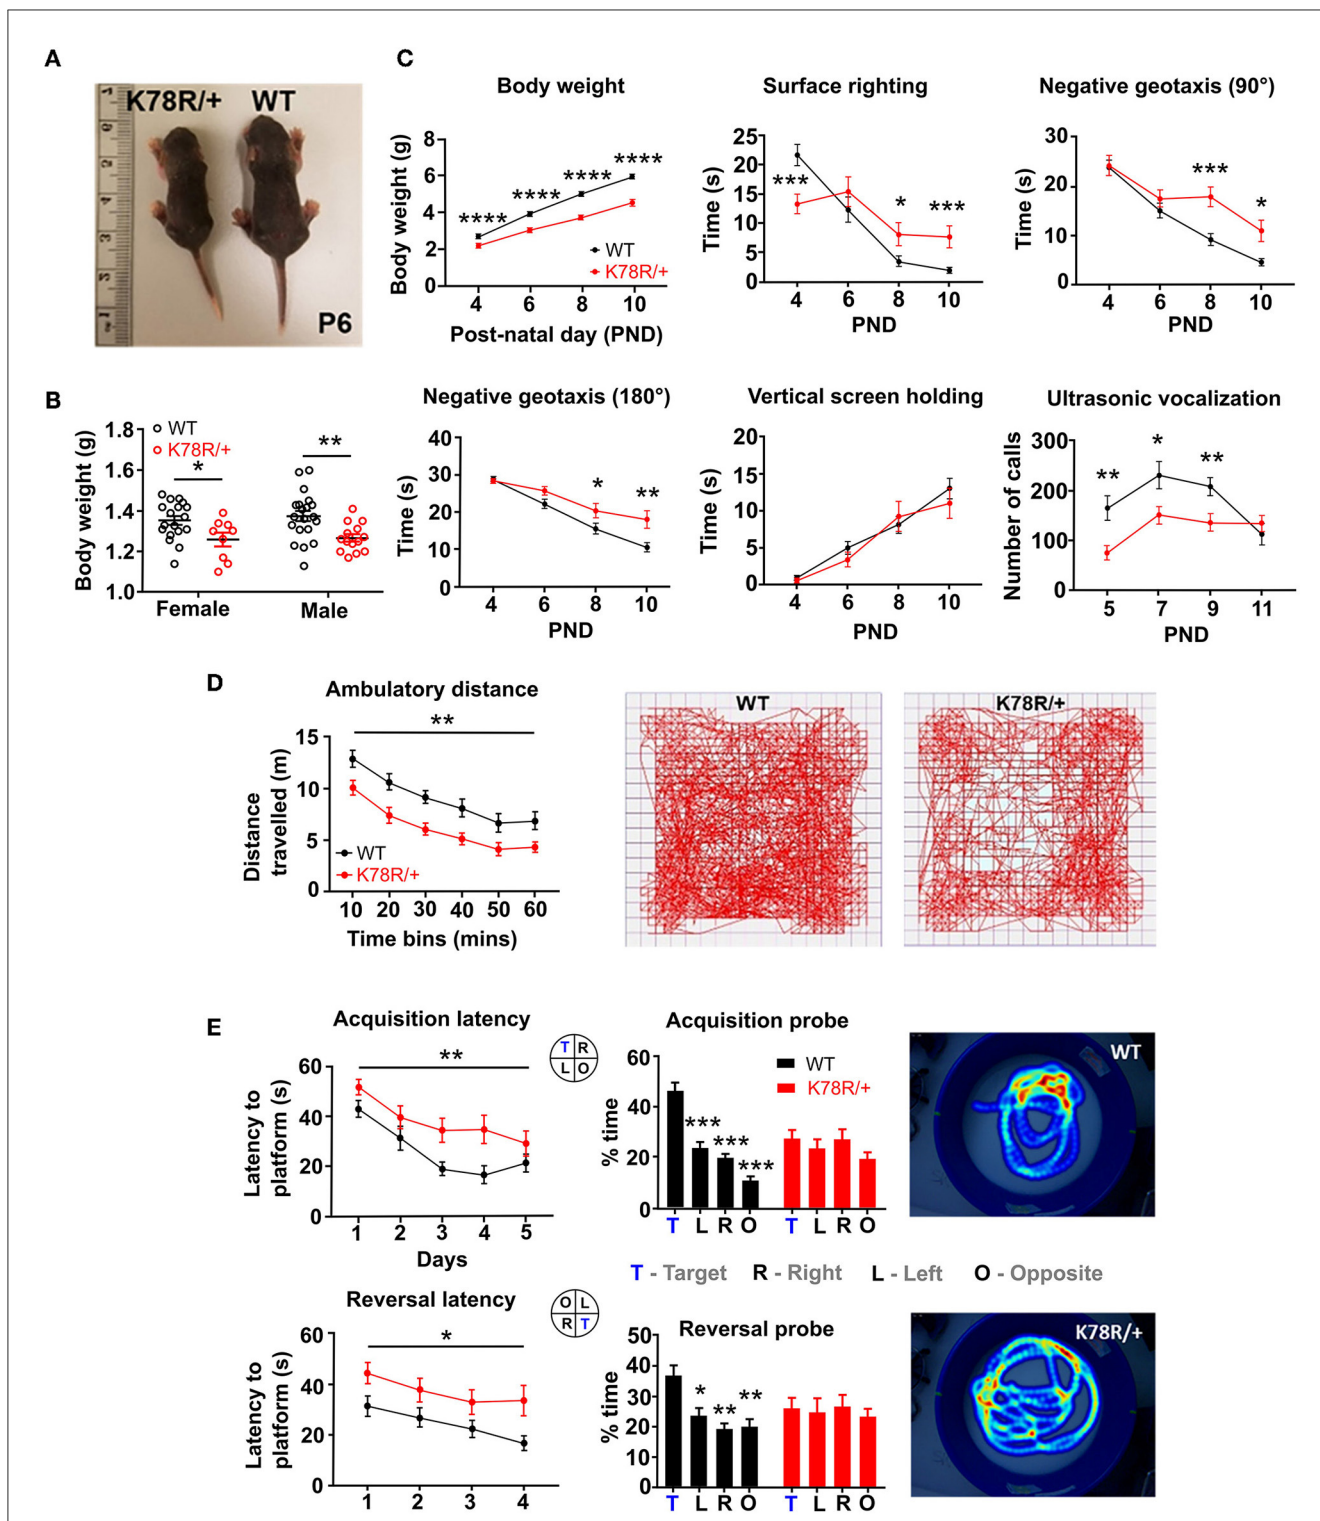 A
K78R/+ WT
P6
B
WT
K78R/+
Body weight (g)
1.8
1.6
1.4
1.2
1.0
*
**
Female Male
C
Body weight
Body weight (g)
8
6
4
2
0
**** **** **** ****
WT
K78R/+
4 6 8 10
Post-natal day (PND)
Surface righting
Time (s)
25
20
15
10
5
0
*** * ***
4 6 8 10
PND
Negative geotaxis (90°)
Time (s)
30
20
10
0
*** *
4 6 8 10
PND
Negative geotaxis (180°)
Time (s)
40
30
20
10
0
* **
4 6 8 10
PND
Vertical screen holding
Time (s)
20
15
10
5
0
4 6 8 10
PND
Ultrasonic vocalization
Number of calls
300
200
100
0
** * **
5 7 9 11
PND
D
Ambulatory distance
**
Distance
travelled (m)
15
10
5
0
WT
K78R/+
10 20 30 40 50 60
Time bins (mins)
WT
K78R/+
E
Acquisition latency
**
Latency to
platform (s)
60
40
20
0
1 2 3 4 5
Days
T R
L O
Acquisition probe
% time
60
40
20
0
WT
K78R/+
*** *** ***
T L R O T L R O
WT
T - Target R - Right L - Left O - Opposite
Reversal latency
*
Latency to
platform (s)
60
40
20
0
1 2 3 4
O L
R T
Reversal probe
% time
50
40
30
20
10
0
* ** **
T L R O T L R O
K78R/+